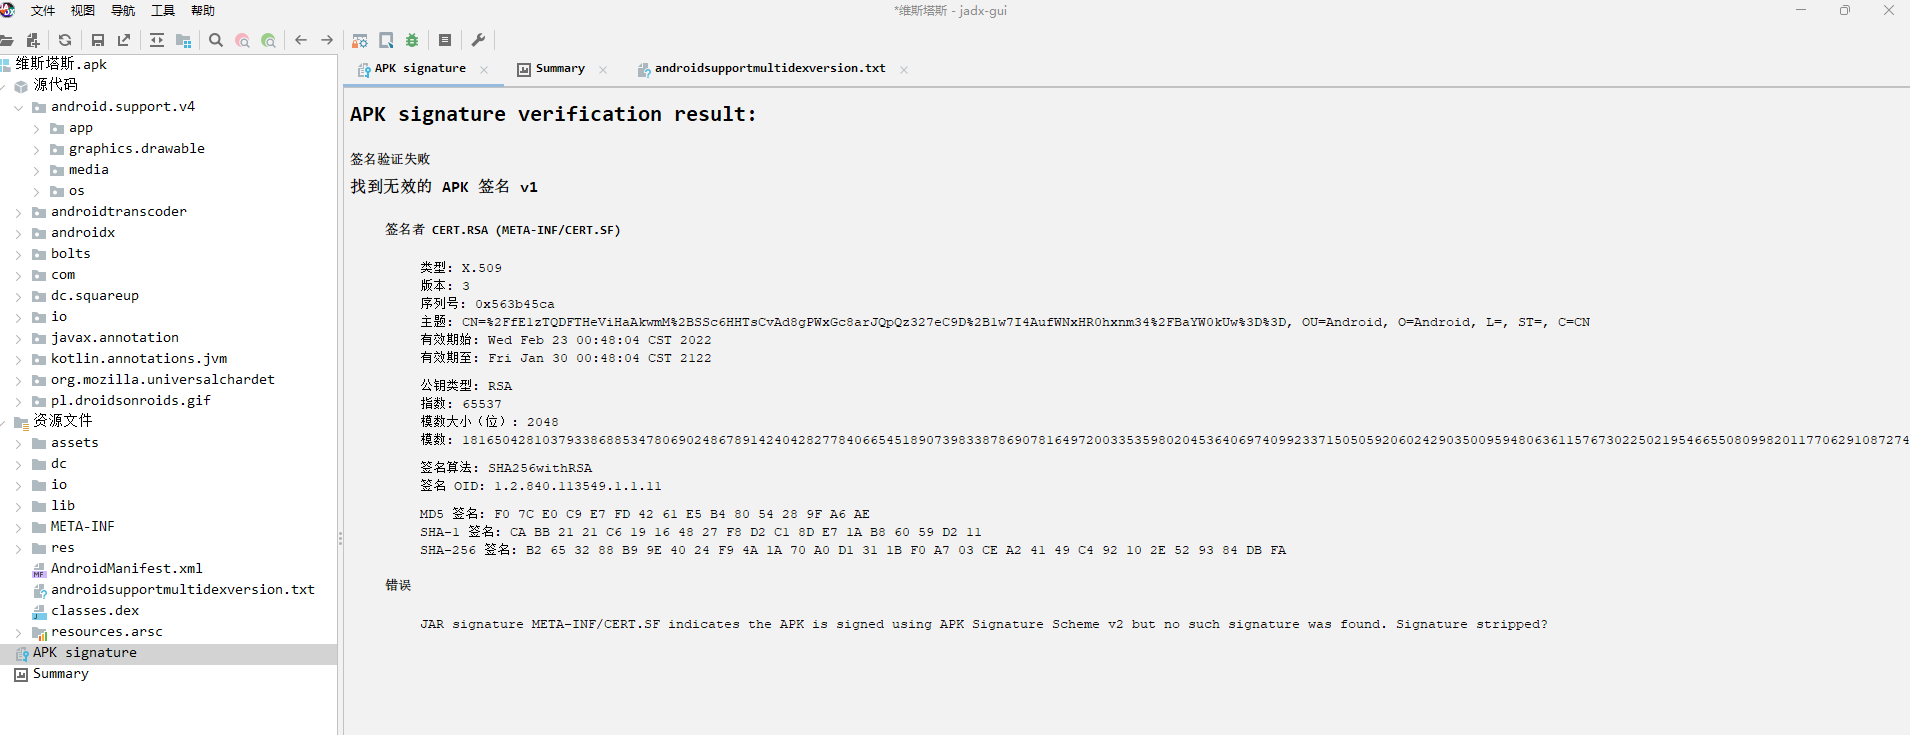 文件 视图 导航 工具 帮助
*维斯塔斯 - jadx-gui
维斯塔斯.apk
源代码
android.support.v4
app
graphics.drawable
media
os
androidtranscoder
androidx
bolts
com
dc.squareup
io
javax.annotation
kotlin.annotations.jvm
org.mozilla.universalchardet
pl.droidsonroids.gif
资源文件
assets
dc
io
lib
META-INF
res
AndroidManifest.xml
androidsupportmultidexversion.txt
classes.dex
resources.arsc
APK signature
Summary
APK signature Summary androidsupportmultidexversion.txt
APK signature verification result:
签名验证失败
找到无效的 APK 签名 v1
签名者 CERT.RSA (META-INF/CERT.SF)
类型: X.509
版本: 3
序列号: 0x563b45ca
主题: CN=%2FfElzTQDFTHeViHaAkwmM%2BSSc6HHTsCvAd8gPWxGc8arJQpQz327eC9D%2Blw7I4AufWNxHR0hxnm34%2FBaYW0kUw%3D%3D, OU=Android, O=Android, L=, ST=, C=CN
有效期始: Wed Feb 23 00:48:04 CST 2022
有效期至: Fri Jan 30 00:48:04 CST 2122
公钥类型: RSA
指数: 65537
模数大小（位）: 2048
模数: 1816504281037933868853478069024867891424042827784066545189073983387869078164972003353598020453640697409923371505059206024290350095948063611576730225021954665508099820117706291087274
签名算法: SHA256withRSA
签名 OID: 1.2.840.113549.1.1.11
MD5 签名: F0 7C E0 C9 E7 FD 42 61 E5 B4 80 54 28 9F A6 AE
SHA-1 签名: CA BB 21 21 C6 19 16 48 27 F8 D2 C1 8D E7 1A B8 60 59 D2 11
SHA-256 签名: B2 65 32 88 B9 9E 40 24 F9 4A 1A 70 A0 D1 31 1B F0 A7 03 CE A2 41 49 C4 92 10 2E 52 93 84 DB FA
错误
JAR signature META-INF/CERT.SF indicates the APK is signed using APK Signature Scheme v2 but no such signature was found. Signature stripped?